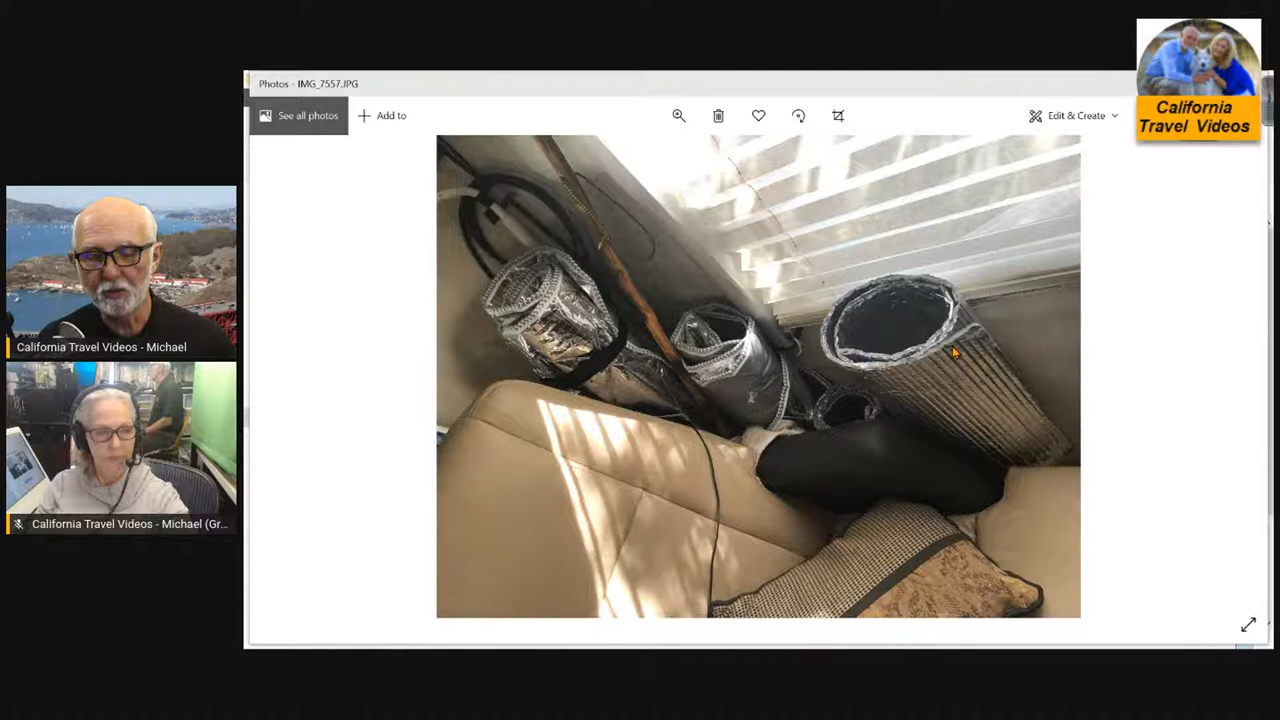 Photos - IMG_7557.JPG
See all photos
Add to
Edit & Create
California
Travel Videos
California Travel Videos - Michael
California Travel Videos - Michael (Gr...